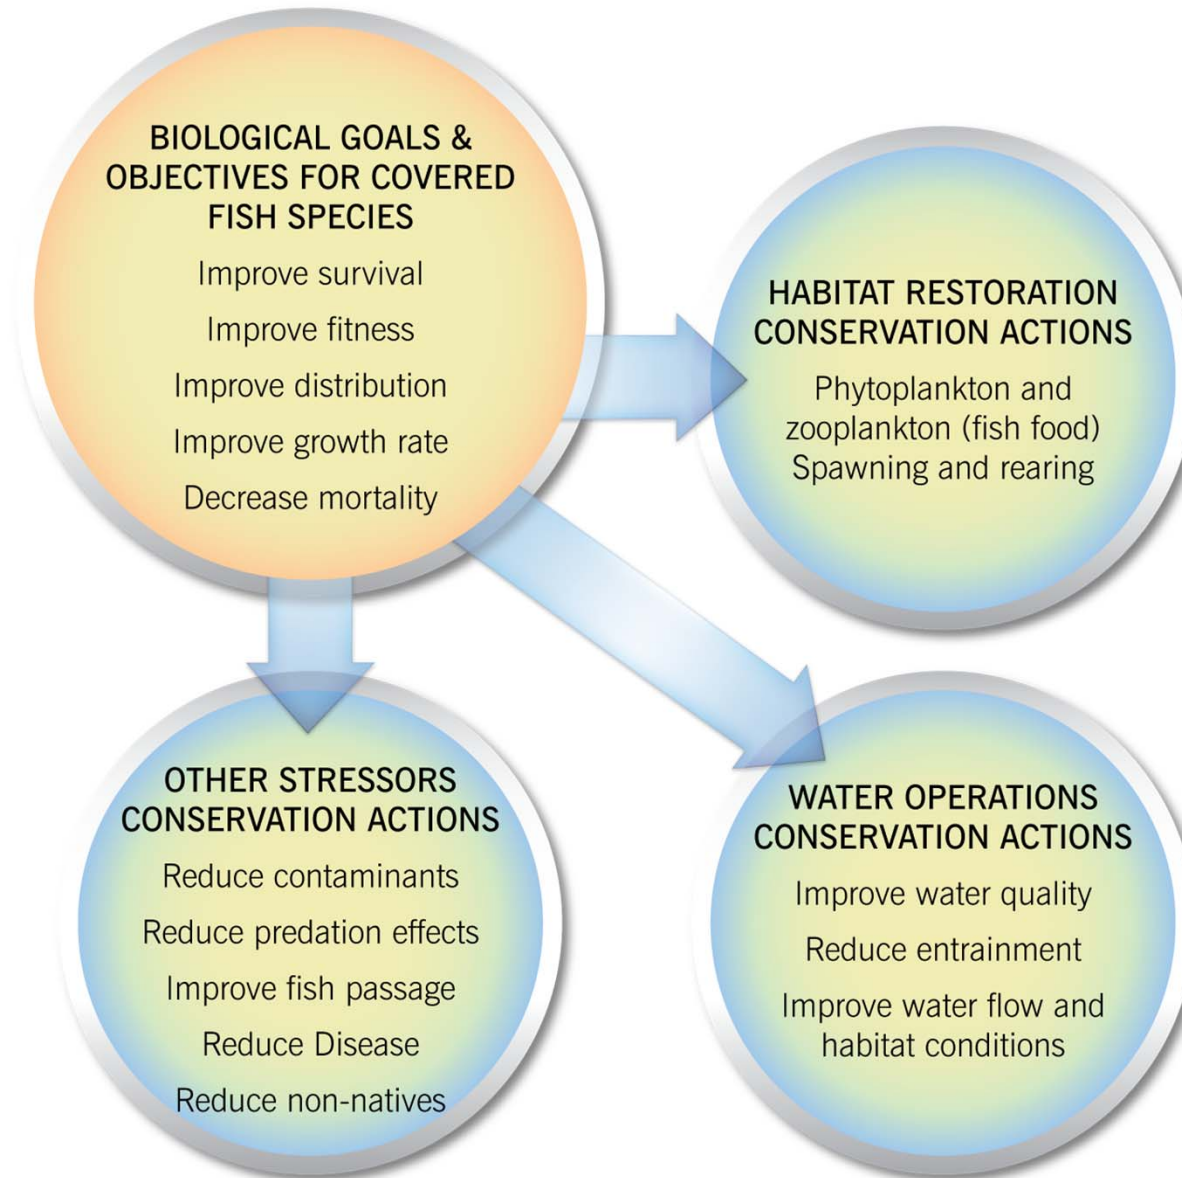 BIOLOGICAL GOALS &
OBJECTIVES FOR COVERED
FISH SPECIES
Improve survival
Improve fitness
Improve distribution
Improve growth rate
Decrease mortality
HABITAT RESTORATION
CONSERVATION ACTIONS
Phytoplankton and
zooplankton (fish food)
Spawning and rearing
OTHER STRESSORS
CONSERVATION ACTIONS
Reduce contaminants
Reduce predation effects
Improve fish passage
Reduce Disease
Reduce non-natives
WATER OPERATIONS
CONSERVATION ACTIONS
Improve water quality
Reduce entrainment
Improve water flow and
habitat conditions